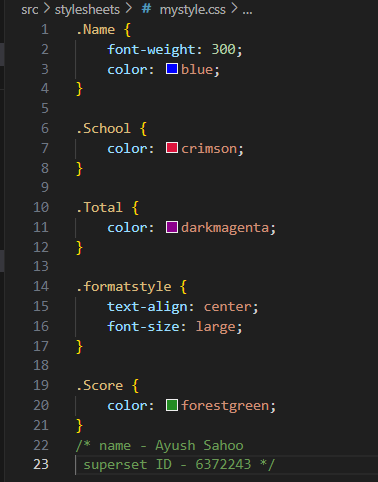 src > stylesheets > # mystyle.css > ...
1 .Name {
2     font-weight: 300;
3     color: blue;
4 }
5
6 .School {
7     color: crimson;
8 }
9
10 .Total {
11     color: darkmagenta;
12 }
13
14 .formatstyle {
15     text-align: center;
16     font-size: large;
17 }
18
19 .Score {
20     color: forestgreen;
21 }
22 /* name - Ayush Sahoo
23  superset ID - 6372243 */